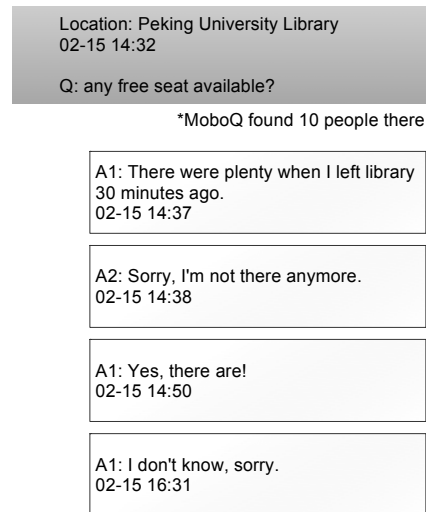 Location: Peking University Library
02-15 14:32
Q: any free seat available?
*MoboQ found 10 people there
A1: There were plenty when I left library
30 minutes ago.
02-15 14:37
A2: Sorry, I'm not there anymore.
02-15 14:38
A1: Yes, there are!
02-15 14:50
A1: I don't know, sorry.
02-15 16:31